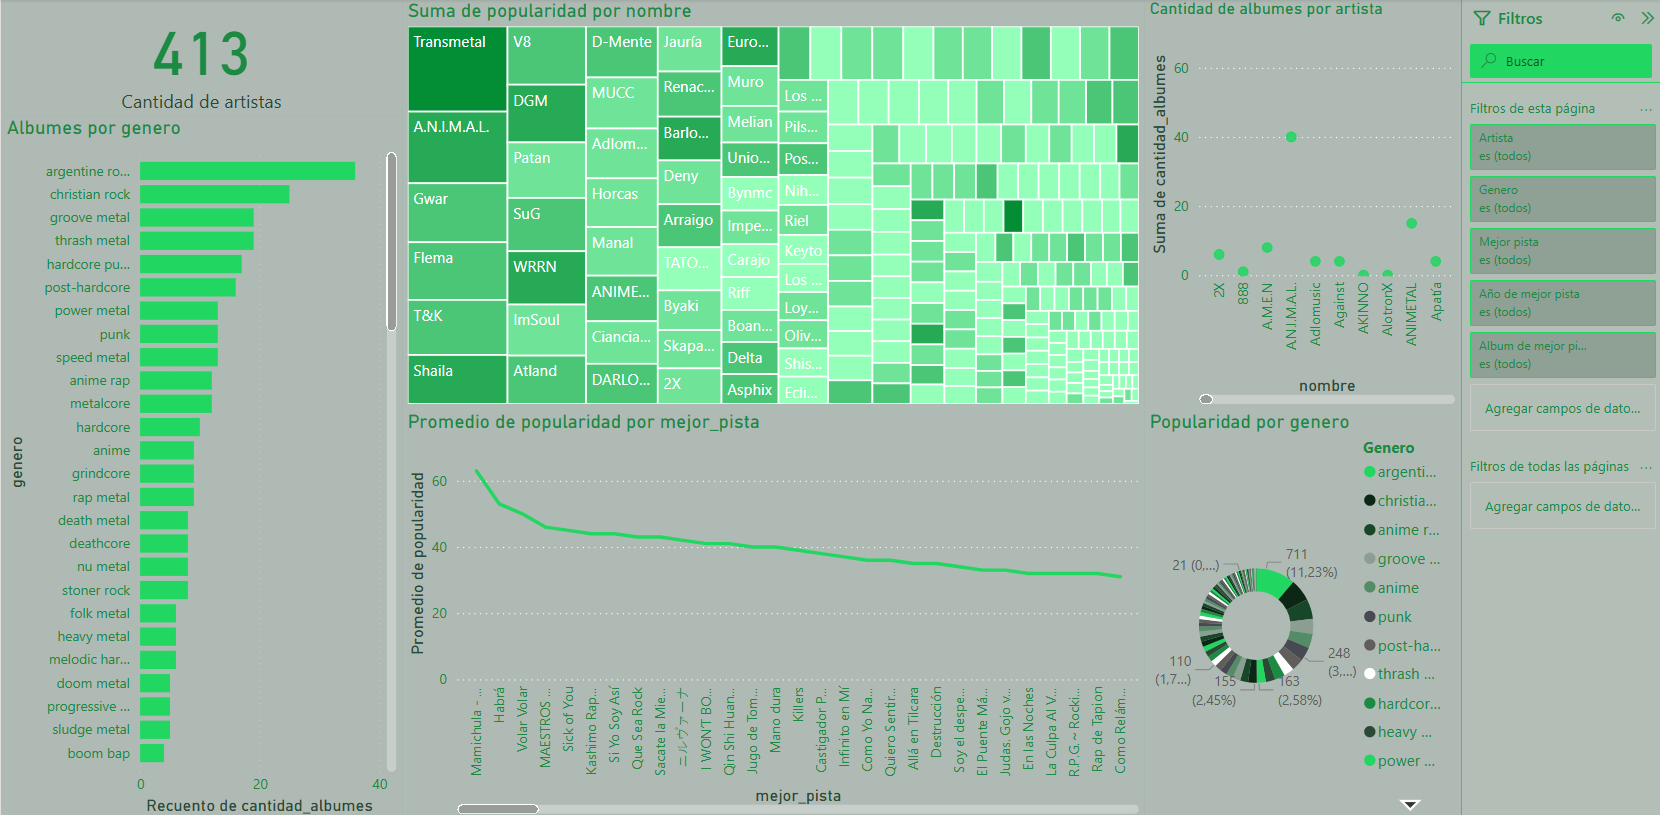 413
Cantidad de artistas
Albumes por genero
genero
argentine ro...
christian rock
groove metal
thrash metal
hardcore pu...
post-hardcore
power metal
punk
speed metal
anime rap
metalcore
hardcore
anime
grindcore
rap metal
death metal
deathcore
nu metal
stoner rock
folk metal
heavy metal
melodic har...
doom metal
progressive ...
sludge metal
boom bap
0
20
40
Recuento de cantidad_albumes
Suma de popularidad por nombre
Transmetal
A.N.I.M.A.L.
Gwar
Flema
T&K
Shaila
V8
DGM
Patan
SuG
WRRN
ImSoul
Atland
D-Mente
MUCC
Adlom...
Horcas
Manal
ANIME...
Ciancia...
DARLO...
Jauría
Renac...
Barlo...
Deny
Arraigo
TATO...
Byaki
Skapa...
2X
Euro...
Muro
Melian
Unio...
Bynmc
Impe...
Carajo
Riff
Boan...
Delta
Asphix
Los ...
Pils...
Pos...
Nih...
Riel
Keyto
Los ...
Loy...
Oliv...
Shis...
Ecli...
Promedio de popularidad por mejor_pista
Promedio de popularidad
60
40
20
0
Mamichula - ...
Habrá
Volar Volar
MAESTROS ...
Sick of You
Kashimo Rap...
Si Yo Soy Así
Que Sea Rock
Sacate la Mie...
ニルヴァーナ
I WON'T BO...
Qin Shi Huan...
Jugo de Tom...
Mano dura
Killers
Castigador P...
Infinito en Mí
Como Yo Na...
Quiero Sentir...
Allá en Tilcara
Destrucción
Soy el despe...
El Puente Má...
Judas. Gojo v...
En las Noches
La Culpa Al V...
R.P.G. ~ Rocki...
Rap de Tapion
Como Relám...
mejor_pista
Cantidad de albumes por artista
Suma de cantidad_albumes
60
40
20
0
2X
888
A.M.E.N
A.N.I.M.A.L.
Adlomusic
Against
AKINNO
AlotronX
ANIMETAL
Apatía
nombre
Popularidad por genero
711
(11,23%)
248
(3,...)
163
(2,58%)
155
(2,45%)
110
(1,7...)
21 (0,...)
Genero
argenti...
christia...
anime r...
groove ...
anime
punk
post-ha...
thrash ...
hardcor...
heavy ...
power ...
Filtros
Buscar
Filtros de esta página
...
Artista
es (todos)
Genero
es (todos)
Mejor pista
es (todos)
Año de mejor pista
es (todos)
Album de mejor pi...
es (todos)
Agregar campos de dato...
Filtros de todas las páginas
...
Agregar campos de dato...